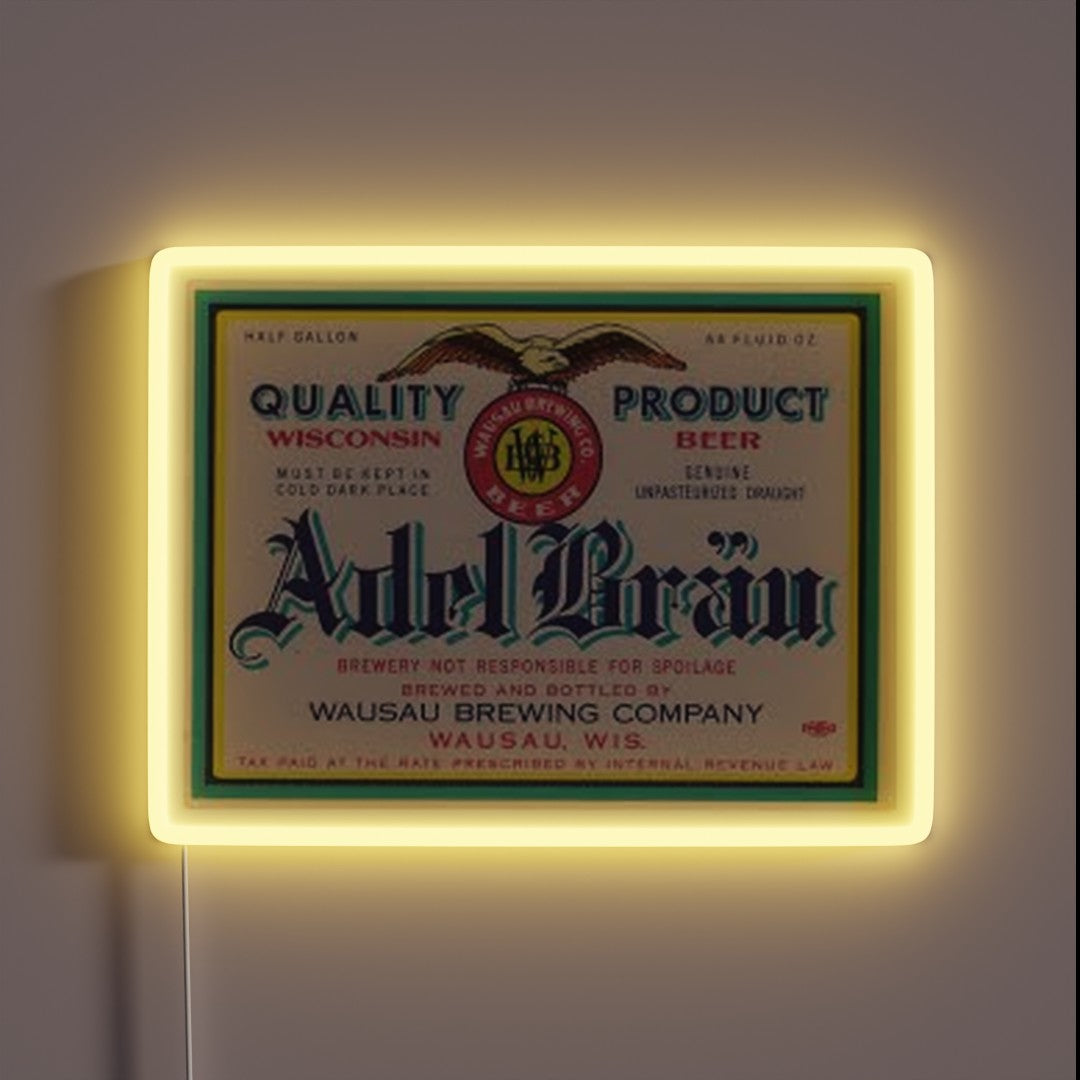 HALF GALLON
64 FLUID OZ.
QUALITY PRODUCT
WISCONSIN BEER
MUST BE KEPT IN
COLD DARK PLACE
GENUINE
UNPASTEURIZED DRAUGHT
WAUSAU BREWING CO.
WBC
BEER
Adel Bräu
BREWERY NOT RESPONSIBLE FOR SPOILAGE
BREWED AND BOTTLED BY
WAUSAU BREWING COMPANY
WAUSAU, WIS.
TAX PAID AT THE RATE PRESCRIBED BY INTERNAL REVENUE LAW